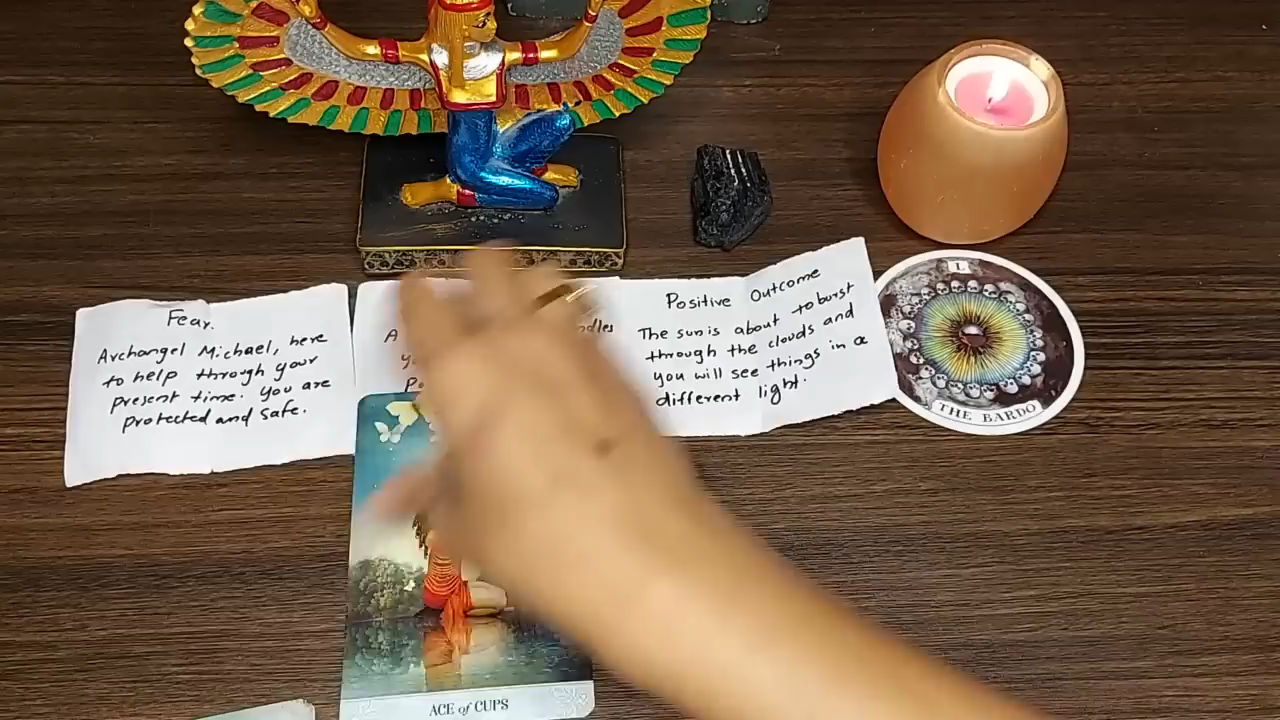 Fear.
Archangel Michael, here
to help through your
present time. You are
protected and safe.
Positive Outcome
The sun is about to burst
through the clouds and
you will see things in a
different light.
L
THE BARDO
ACE of CUPS